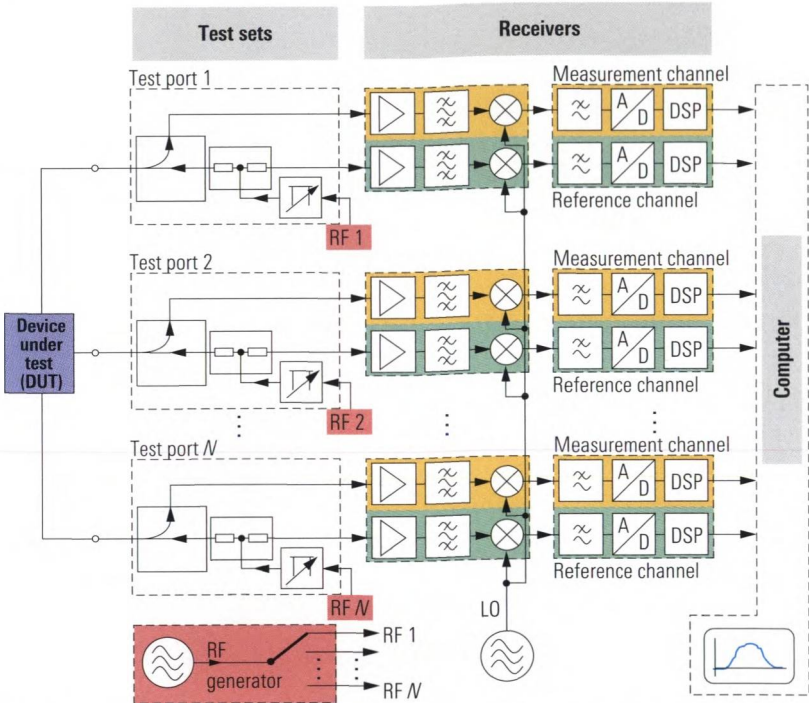 Test sets
Receivers
Test port 1
Measurement channel
A
D
DSP
A
D
DSP
Reference channel
RF 1
Test port 2
Measurement channel
A
D
DSP
A
D
DSP
Reference channel
RF 2
Device
under
test
(DUT)
Computer
Test port N
Measurement channel
A
D
DSP
A
D
DSP
Reference channel
RF N
LO
RF
generator
RF 1
RF N